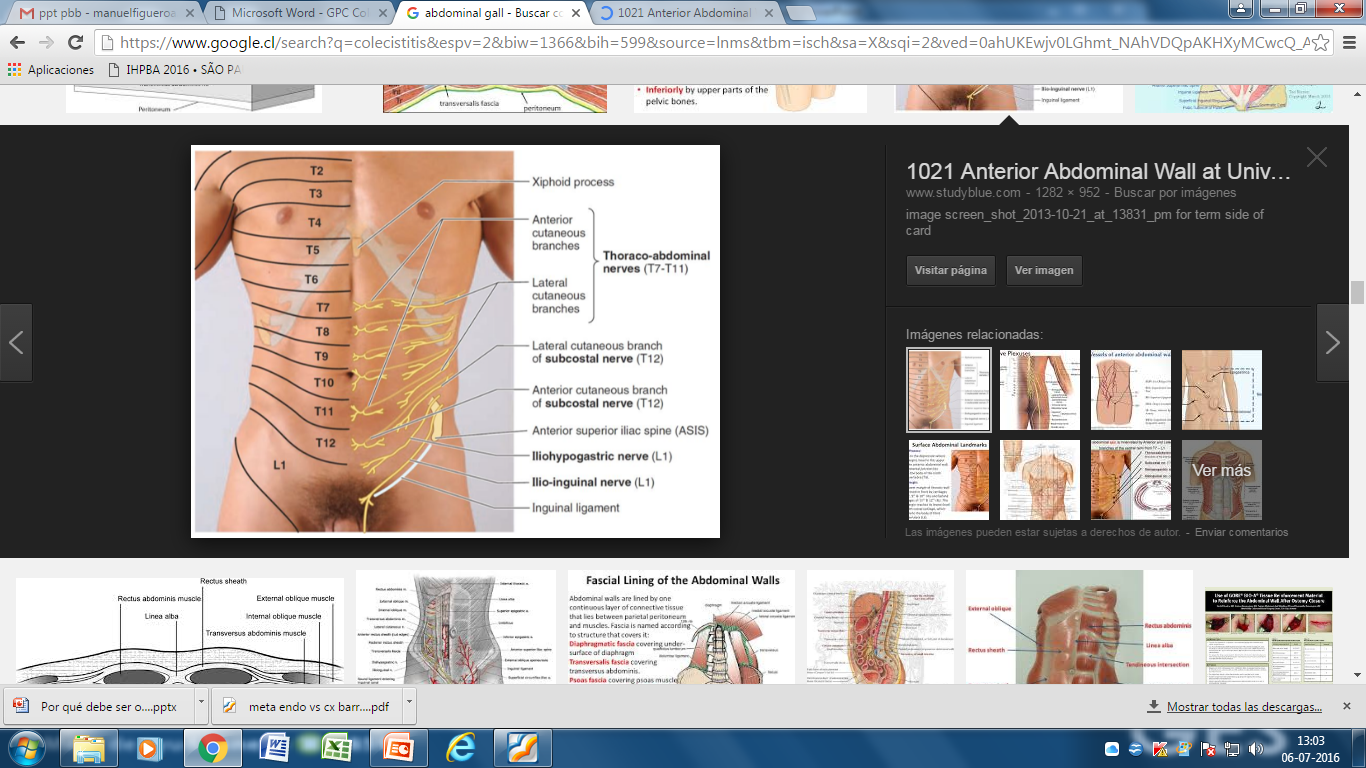 ppt pbb - manuelfigueroa
Microsoft Word - GPC Col
abdominal gall - Buscar co
1021 Anterior Abdominal
https://www.google.cl/search?q=colecistitis&espv=2&biw=1366&bih=599&source=lnms&tbm=isch&sa=X&sqi=2&ved=0ahUKEwjv0LGhmt_NAhVDQpAKHXyMCwcQ_A
Aplicaciones
IHPBA 2016 • SÃO PA
Peritoneum
transversalis fascia
peritoneum
• Inferiorly by upper parts of the
pelvic bones.
Inguinal ligament
T2
T3
T4
T5
T6
T7
T8
T9
T10
T11
T12
L1
Xiphoid process
Anterior
cutaneous
branches
Thoraco-abdominal
nerves (T7-T11)
Lateral
cutaneous
branches
Lateral cutaneous branch
of subcostal nerve (T12)
Anterior cutaneous branch
of subcostal nerve (T12)
Anterior superior iliac spine (ASIS)
Iliohypogastric nerve (L1)
Ilio-inguinal nerve (L1)
Inguinal ligament
1021 Anterior Abdominal Wall at Univ…
www.studyblue.com - 1282 × 952 - Buscar por imágenes
image screen_shot_2013-10-21_at_13831_pm for term side of
card
Visitar página
Ver imagen
Imágenes relacionadas:
Surface Abdominal Landmarks
Ver más
Las imágenes pueden estar sujetas a derechos de autor. - Enviar comentarios
Rectus sheath
Rectus abdominis muscle
External oblique muscle
Linea alba
Internal oblique muscle
Transversus abdominis muscle
Fascial Lining of the Abdominal Walls
Abdominal walls are lined by one
continuous layer of connective tissue
that lies between parietal peritoneum
and muscles. Fascia is named according
to structure that covers it:
Diaphragmatic fascia covering under-
surface of diaphragm
Transversalis fascia covering
transversus abdominis.
Psoas fascia covering psoas muscle
External oblique
Rectus abdominis
Rectus sheath
Linea alba
Tendineous intersection
Por qué debe ser o....pptx
meta endo vs cx barr....pdf
Mostrar todas las descargas...
13:03
06-07-2016